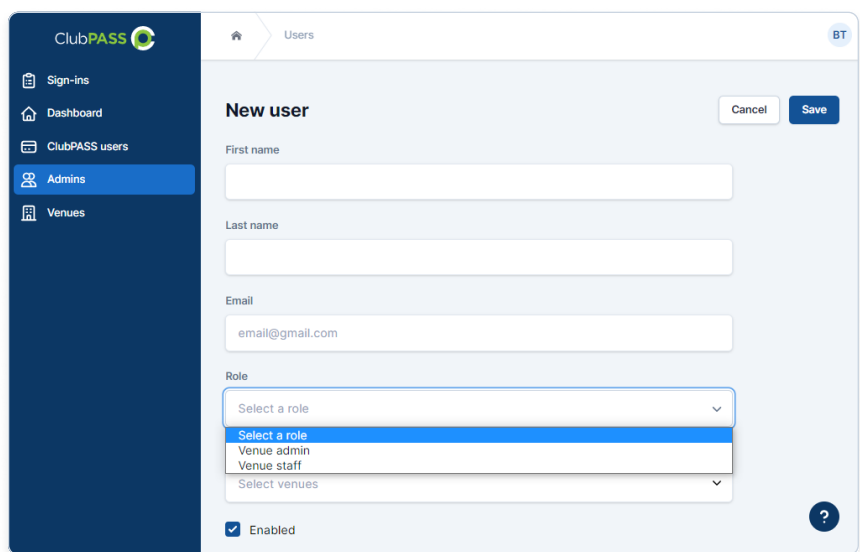 ClubPASS
Sign-ins
Dashboard
ClubPASS users
Admins
Venues
Users
BT
New user
Cancel
Save
First name
Last name
Email
email@gmail.com
Role
Select a role
Select a role
Venue admin
Venue staff
Select venues
Enabled
?